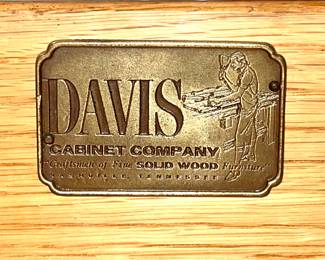 DAVIS
CABINET COMPANY
"Craftsmen of Fine SOLID WOOD Furniture"
NASHVILLE, TENNESSEE